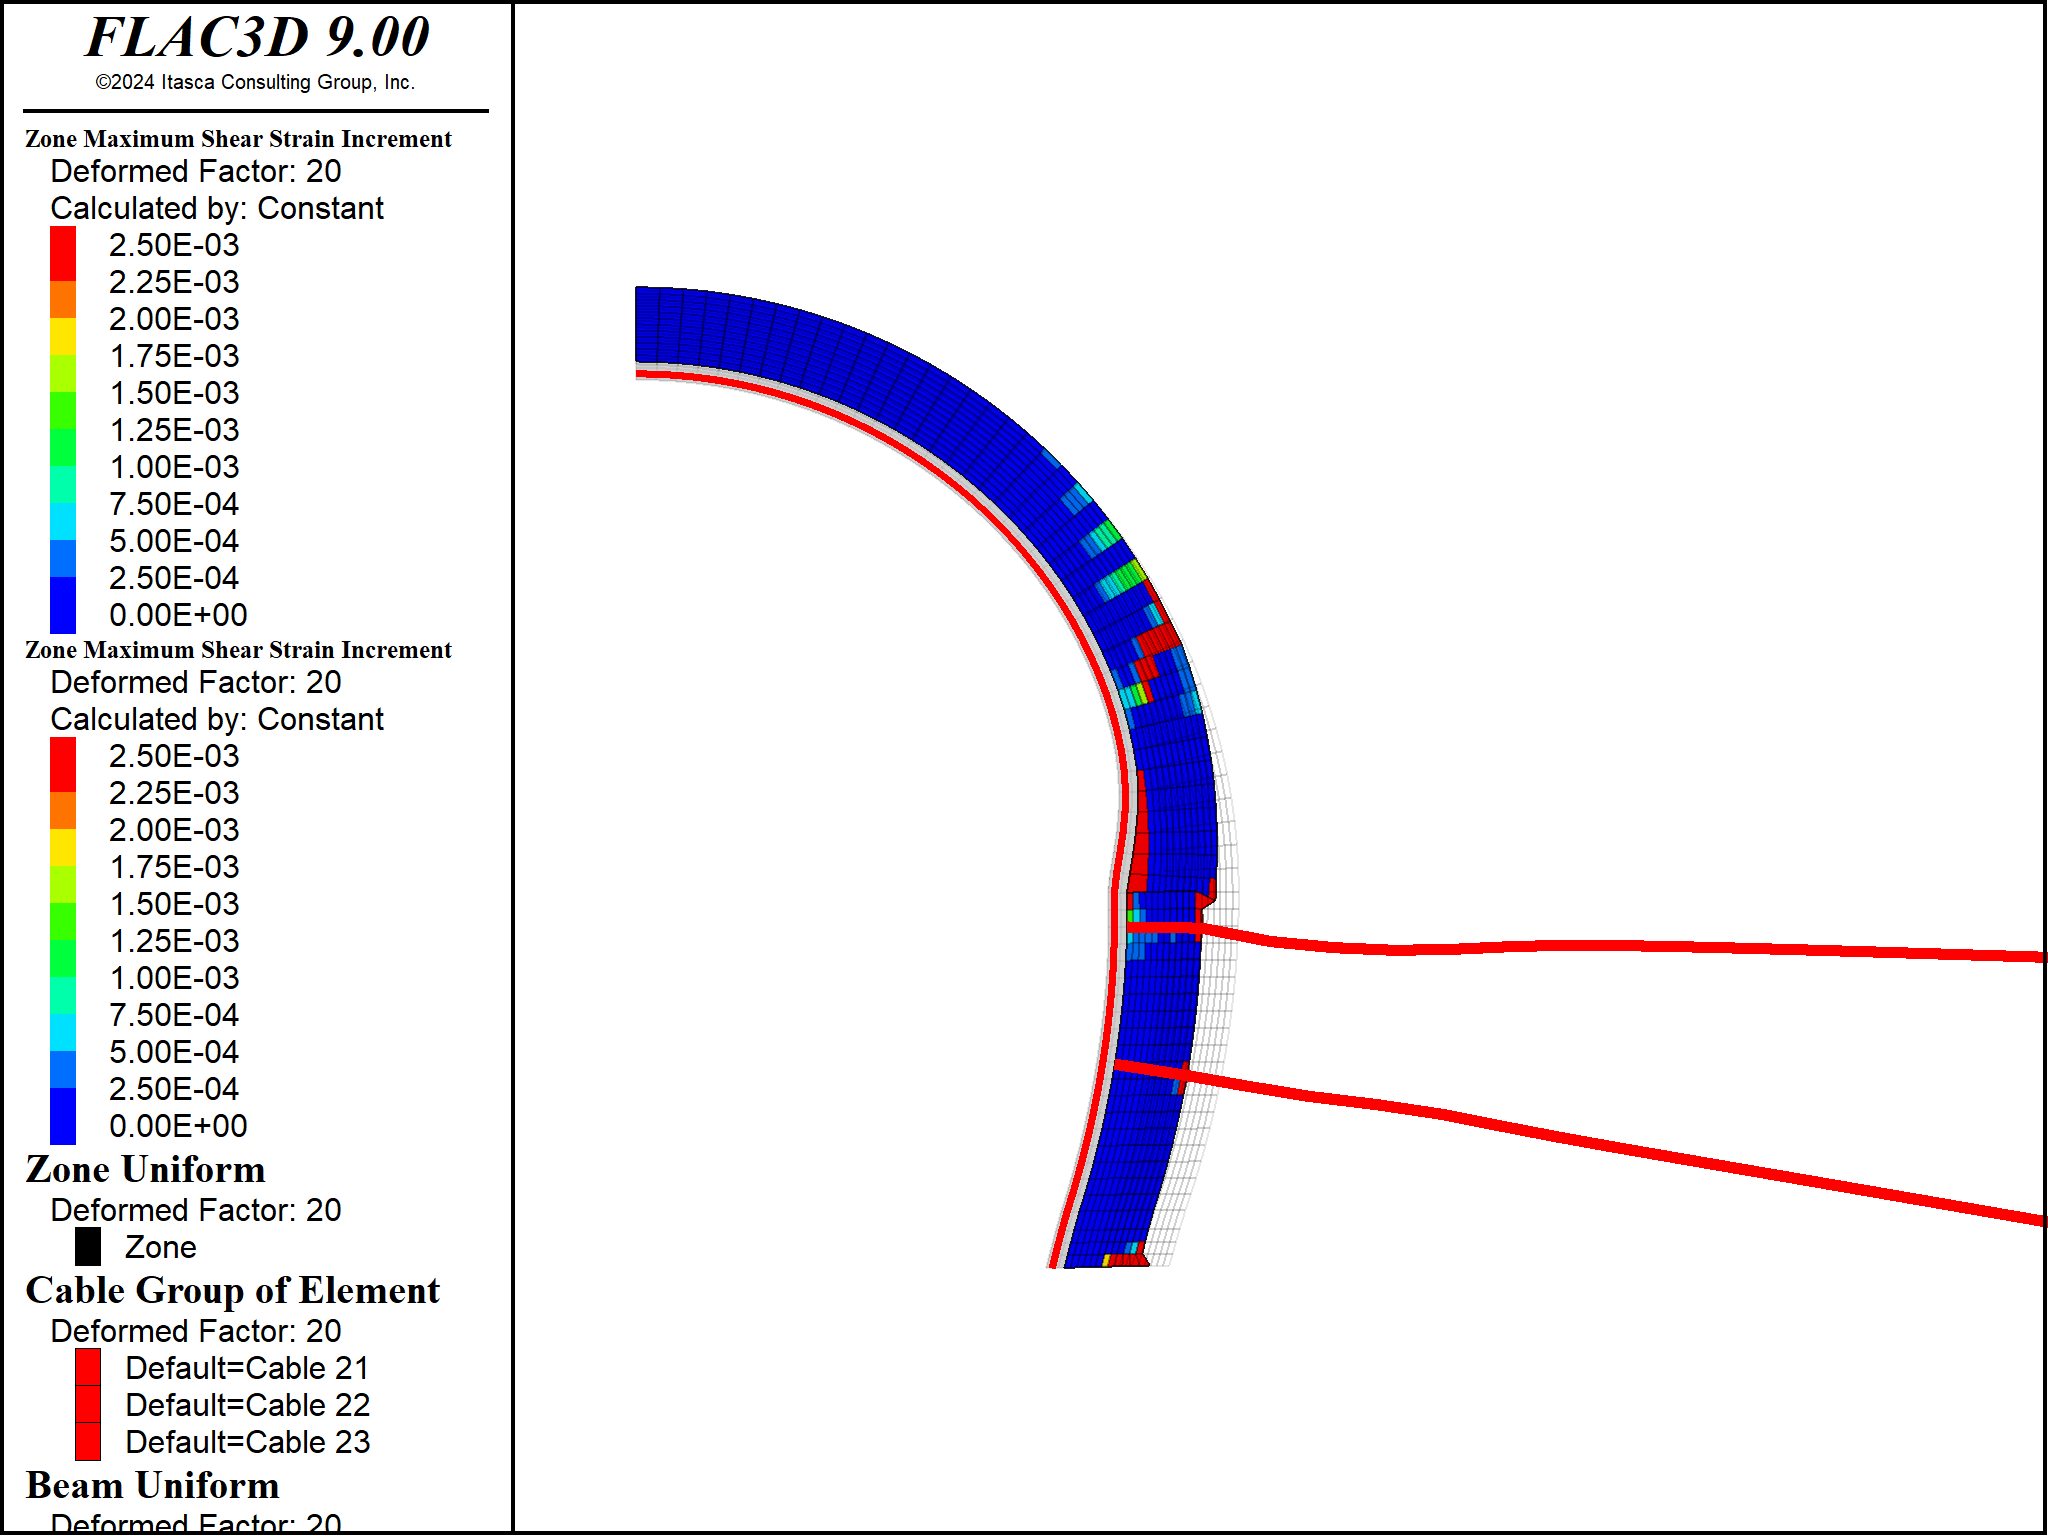 FLAC3D 9.00
©2024 Itasca Consulting Group, Inc.
Zone Maximum Shear Strain Increment
Deformed Factor: 20
Calculated by: Constant
2.50E-03
2.25E-03
2.00E-03
1.75E-03
1.50E-03
1.25E-03
1.00E-03
7.50E-04
5.00E-04
2.50E-04
0.00E+00
Zone Maximum Shear Strain Increment
Deformed Factor: 20
Calculated by: Constant
2.50E-03
2.25E-03
2.00E-03
1.75E-03
1.50E-03
1.25E-03
1.00E-03
7.50E-04
5.00E-04
2.50E-04
0.00E+00
Zone Uniform
Deformed Factor: 20
Zone
Cable Group of Element
Deformed Factor: 20
Default=Cable 21
Default=Cable 22
Default=Cable 23
Beam Uniform
Deformed Factor: 20